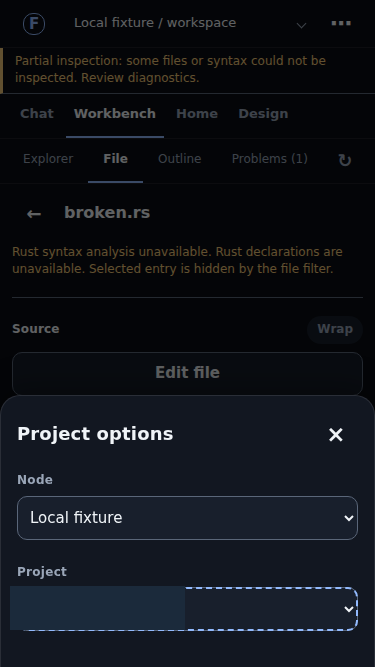 F
Local fixture / workspace
Partial inspection: some files or syntax could not be
inspected. Review diagnostics.
Chat Workbench Home Design
Explorer File Outline Problems (1) ↻
← broken.rs
Rust syntax analysis unavailable. Rust declarations are
unavailable. Selected entry is hidden by the file filter.
Source Wrap
Edit file
Project options ×
Node
Local fixture
Project